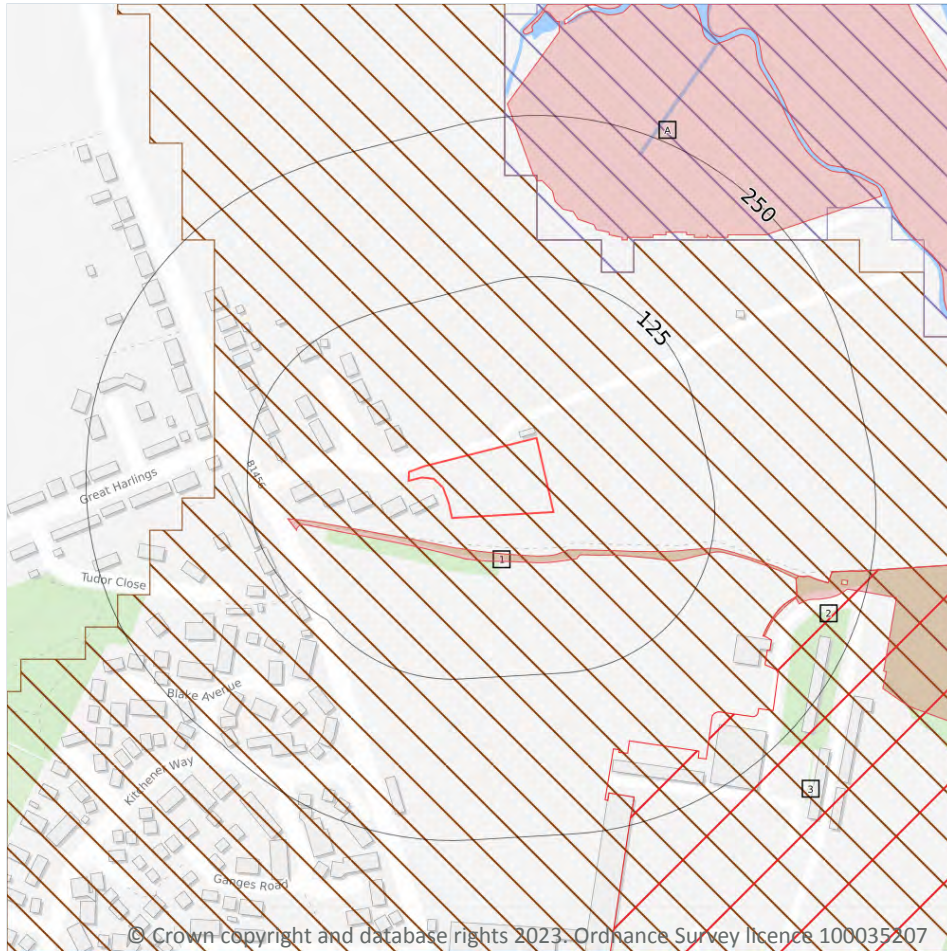 A
250
125
B1456
Great Harlings
1
Tudor Close
2
Blake Avenue
Kitchener Way
3
Ganges Road
© Crown copyright and database rights 2023. Ordnance Survey licence 100035207